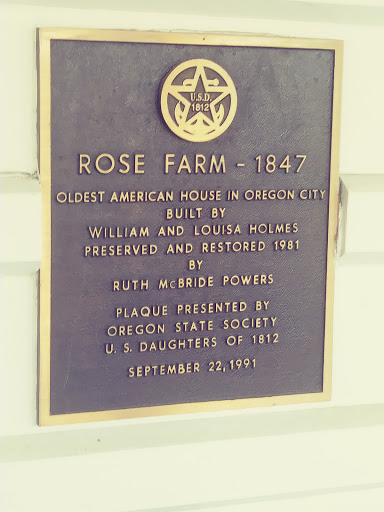 U.S.D.
1812
ROSE FARM - 1847
OLDEST AMERICAN HOUSE IN OREGON CITY
BUILT BY
WILLIAM AND LOUISA HOLMES
PRESERVED AND RESTORED 1981
BY
RUTH McBRIDE POWERS
PLAQUE PRESENTED BY
OREGON STATE SOCIETY
U. S. DAUGHTERS OF 1812
SEPTEMBER 22, 1991